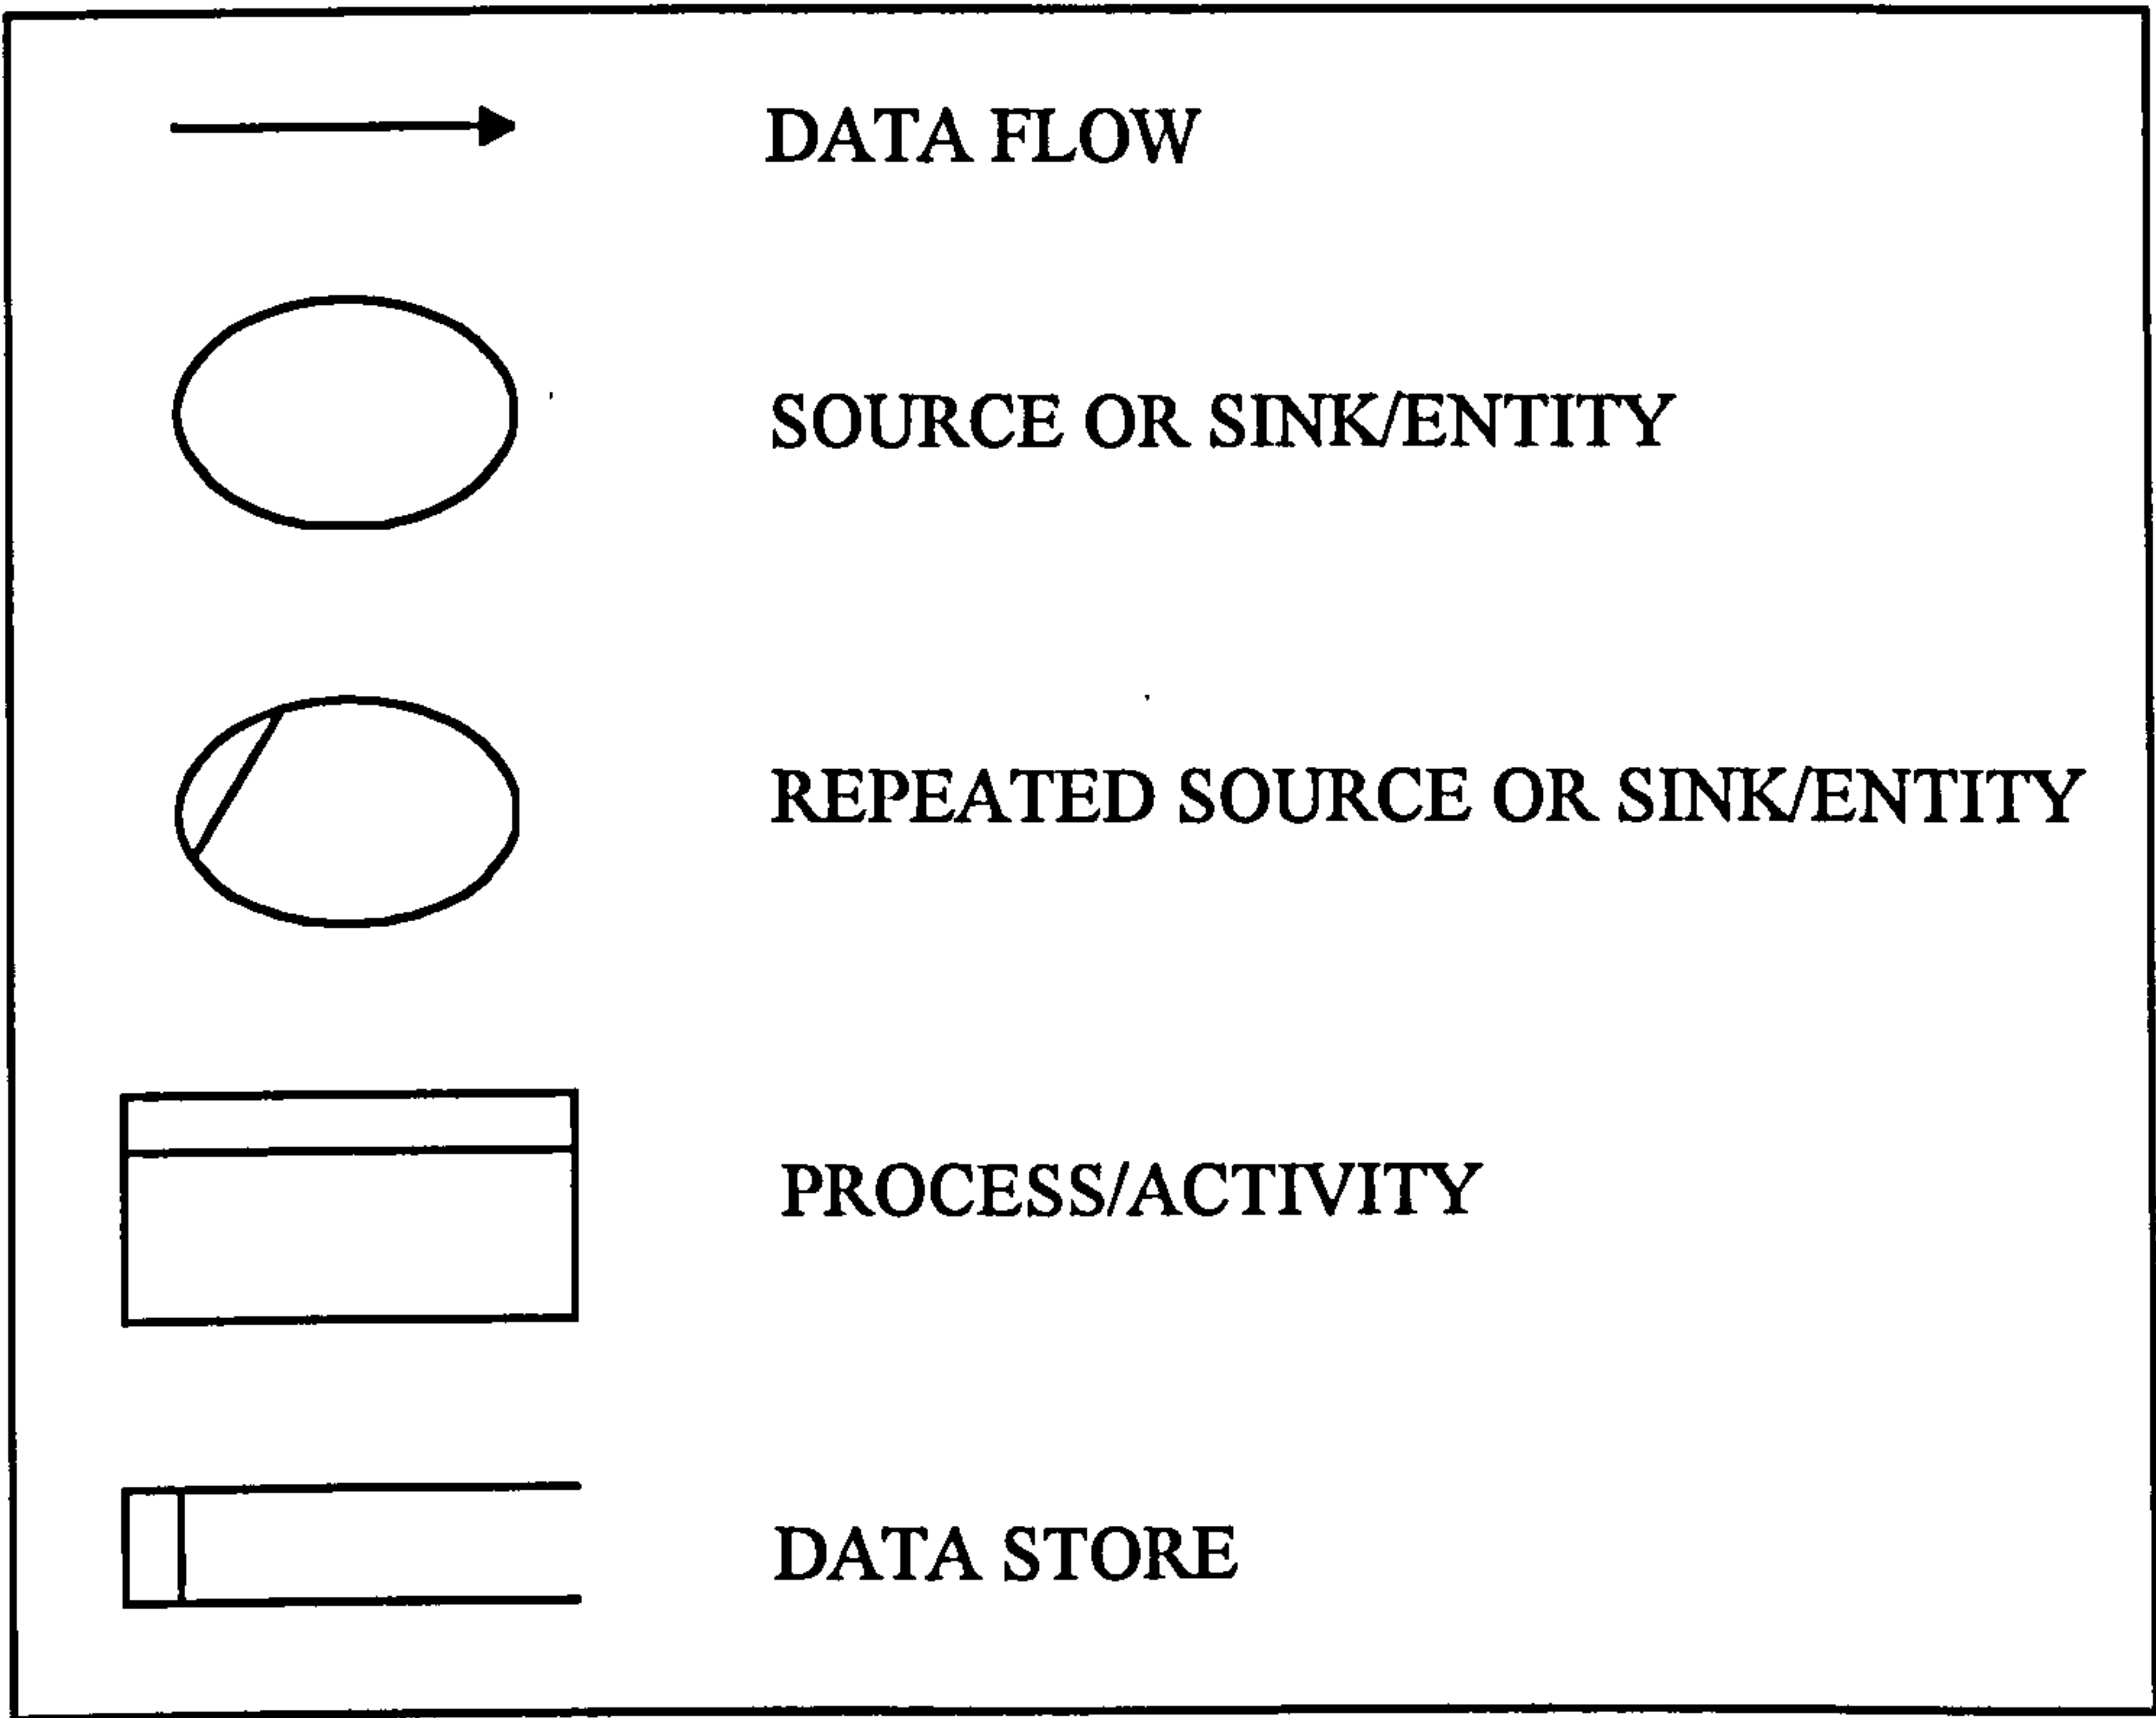 DATA FLOW
SOURCE OR SINK/ENTITY
REPEATED SOURCE OR SINK/ENTITY
PROCESS/ACTIVITY
DATA STORE